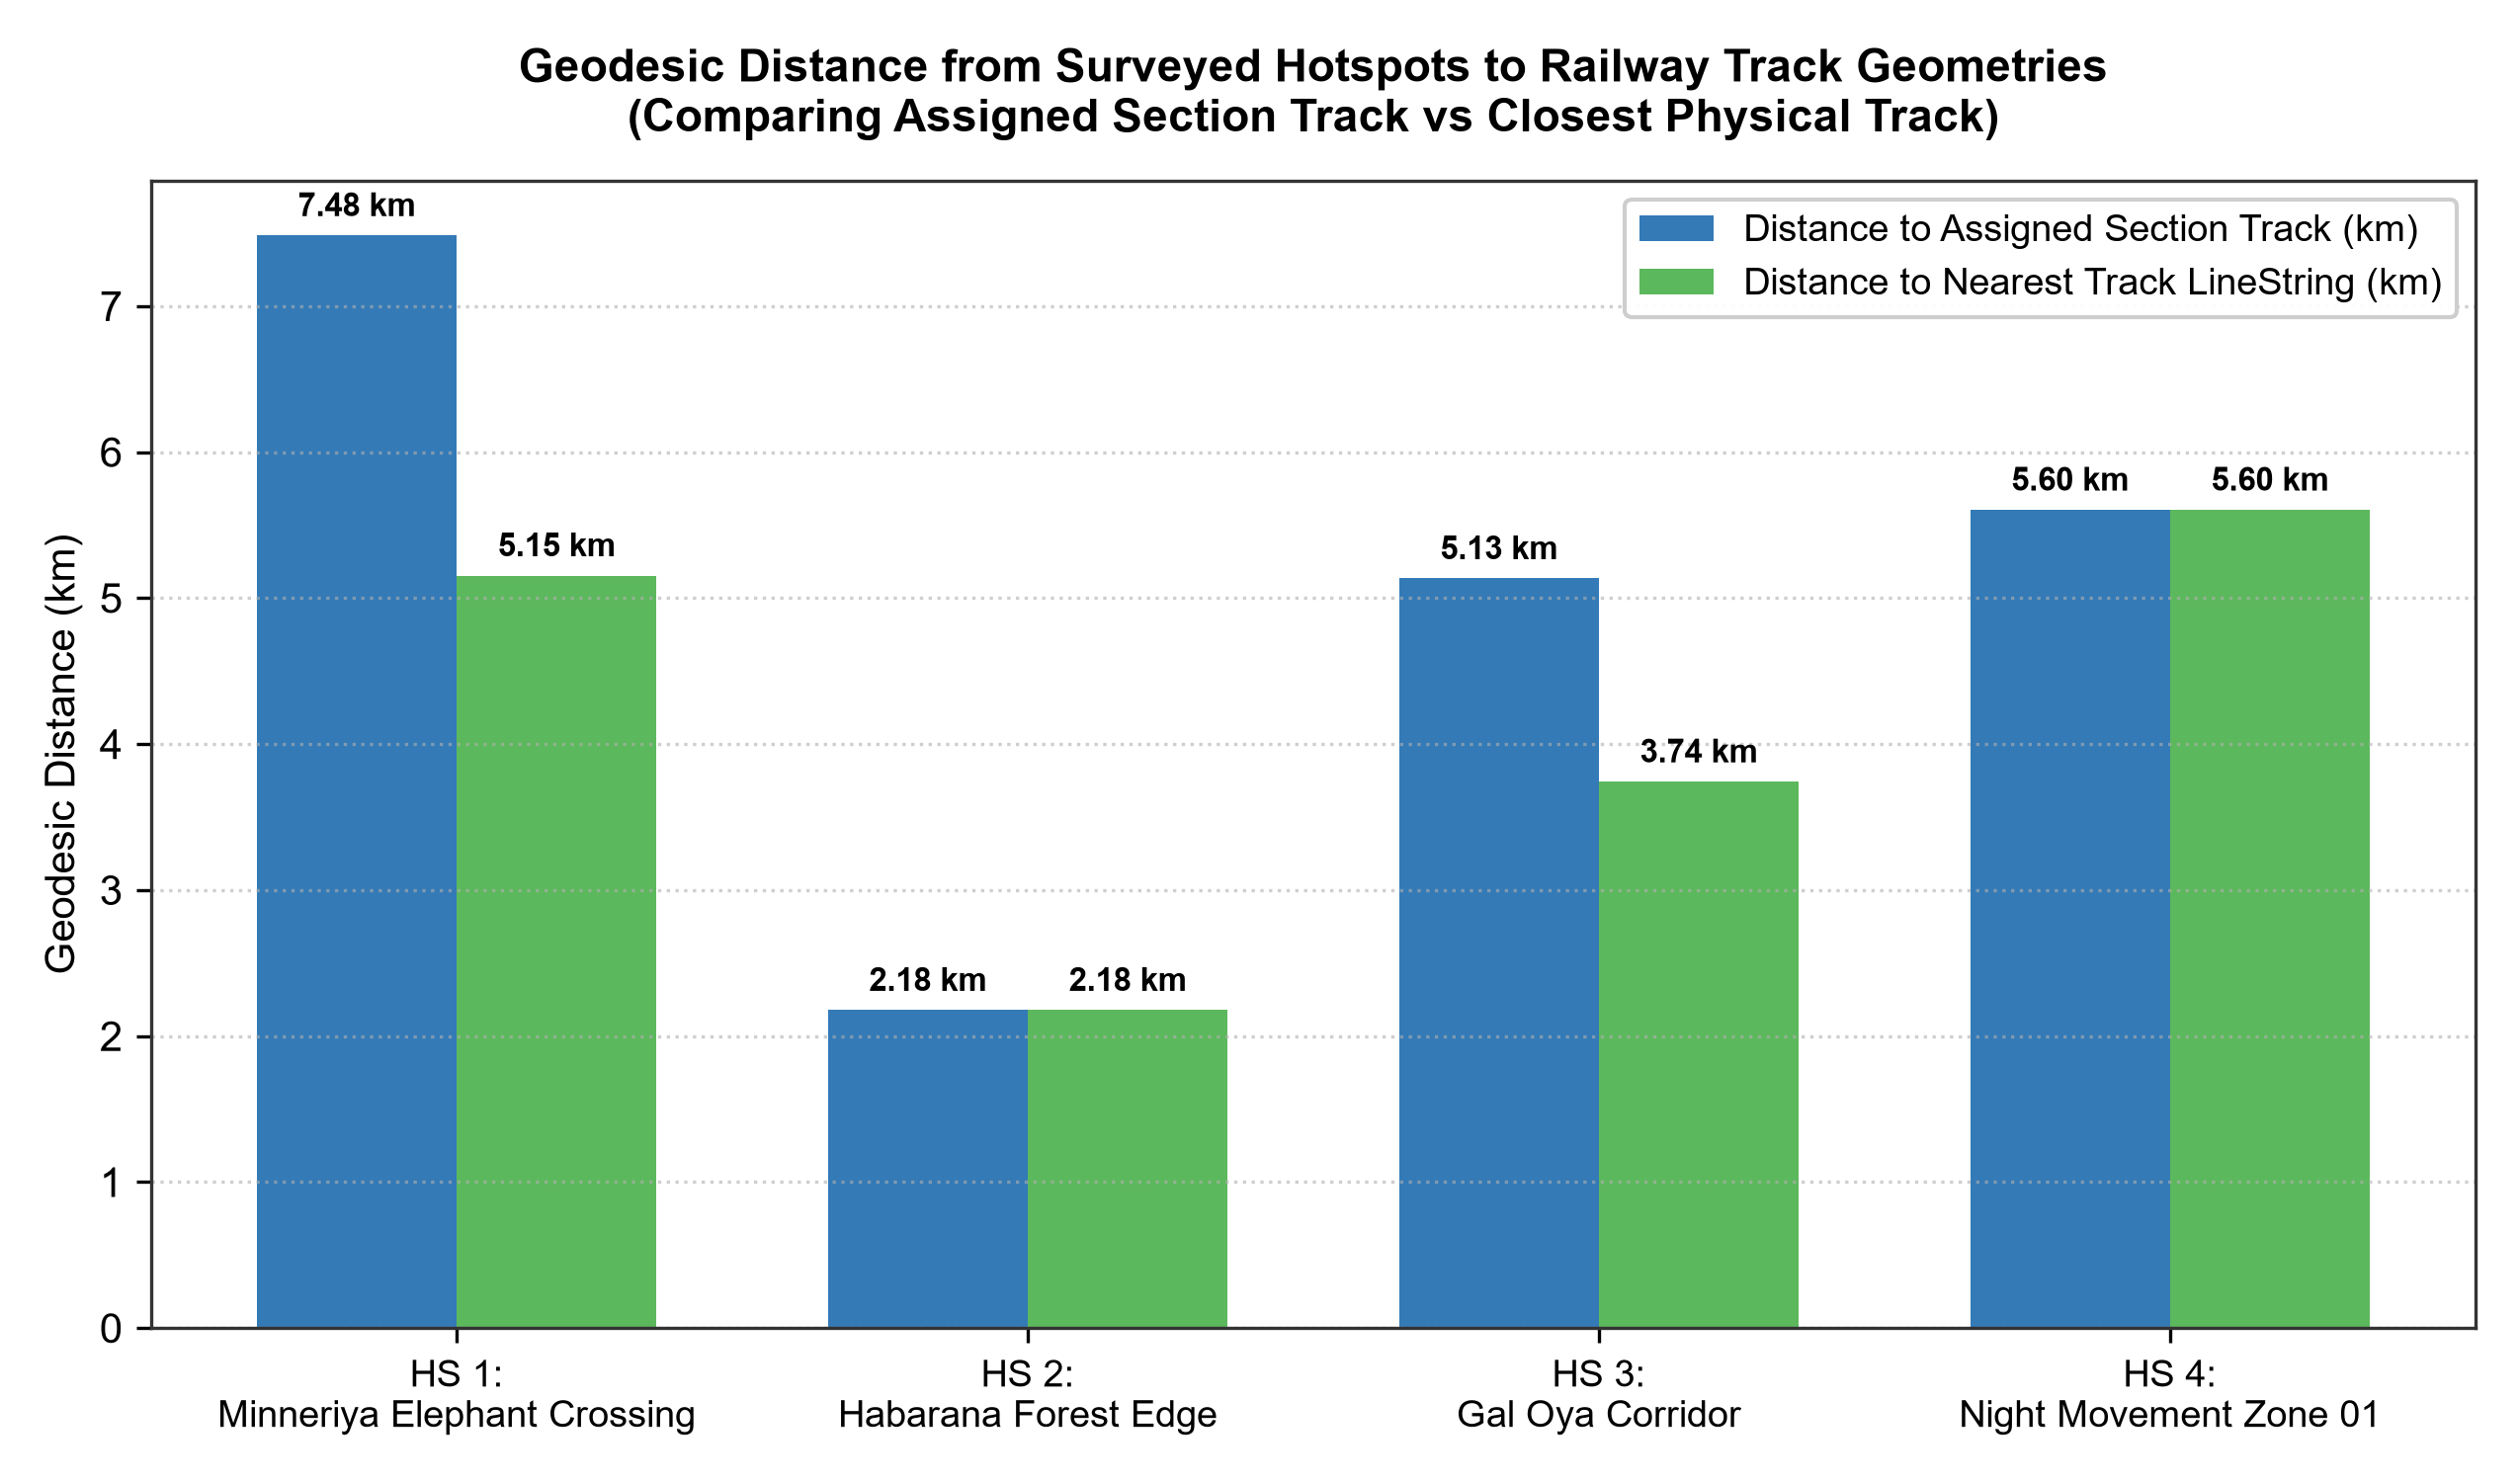 Geodesic Distance from Surveyed Hotspots to Railway Track Geometries
(Comparing Assigned Section Track vs Closest Physical Track)
Distance to Assigned Section Track (km)
Distance to Nearest Track LineString (km)
Geodesic Distance (km)
7
6
5
4
3
2
1
0
7.48 km
5.15 km
2.18 km
2.18 km
5.13 km
3.74 km
5.60 km
5.60 km
HS 1:
Minneriya Elephant Crossing
HS 2:
Habarana Forest Edge
HS 3:
Gal Oya Corridor
HS 4:
Night Movement Zone 01